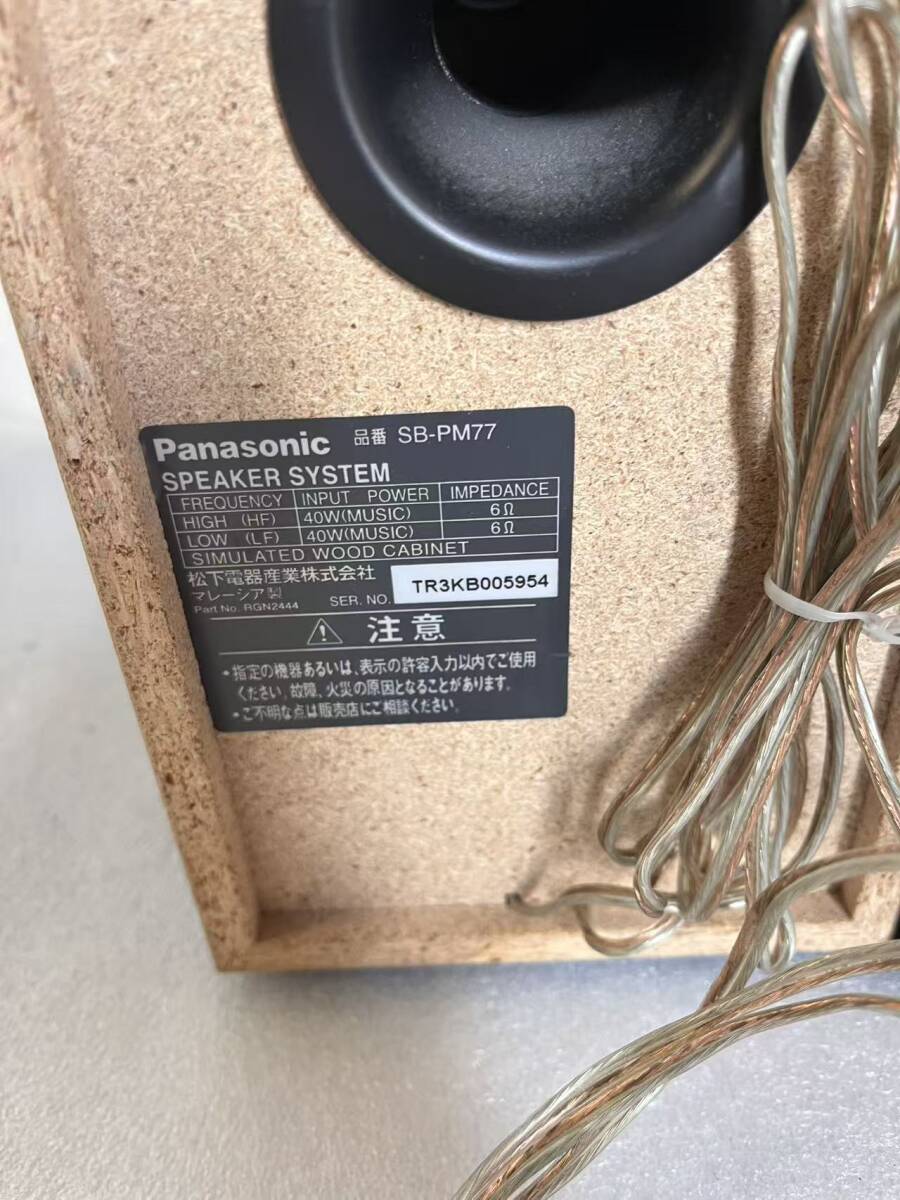 Panasonic 品番 SB-PM77
SPEAKER SYSTEM
FREQUENCY INPUT POWER IMPEDANCE
HIGH (HF) 40W(MUSIC) 6Ω
LOW (LF) 40W(MUSIC) 6Ω
SIMULATED WOOD CABINET
松下電器産業株式会社
マレーシア製
Part No. RGN2444 SER. NO. TR3KB005954
⚠ 注意
•指定の機器あるいは、表示の許容入力以内でご使用
ください。故障、火災の原因となることがあります。
•ご不明な点は販売店にご相談ください。